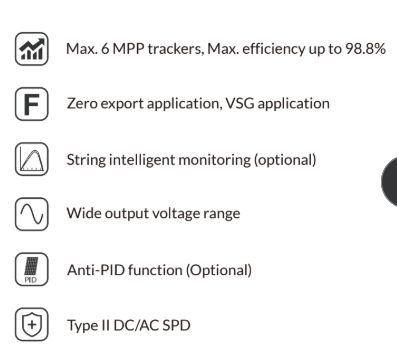 Max. 6 MPP trackers, Max. efficiency up to 98.8%
F Zero export application, VSG application
String intelligent monitoring (optional)
Wide output voltage range
PID Anti-PID function (Optional)
Type II DC/AC SPD